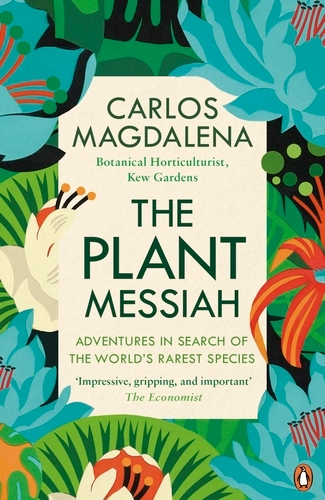 CARLOS
MAGDALENA
Botanical Horticulturist,
Kew Gardens
THE
PLANT
MESSIAH
ADVENTURES IN SEARCH OF
THE WORLD'S RAREST SPECIES
‘Impressive, gripping, and important’
The Economist